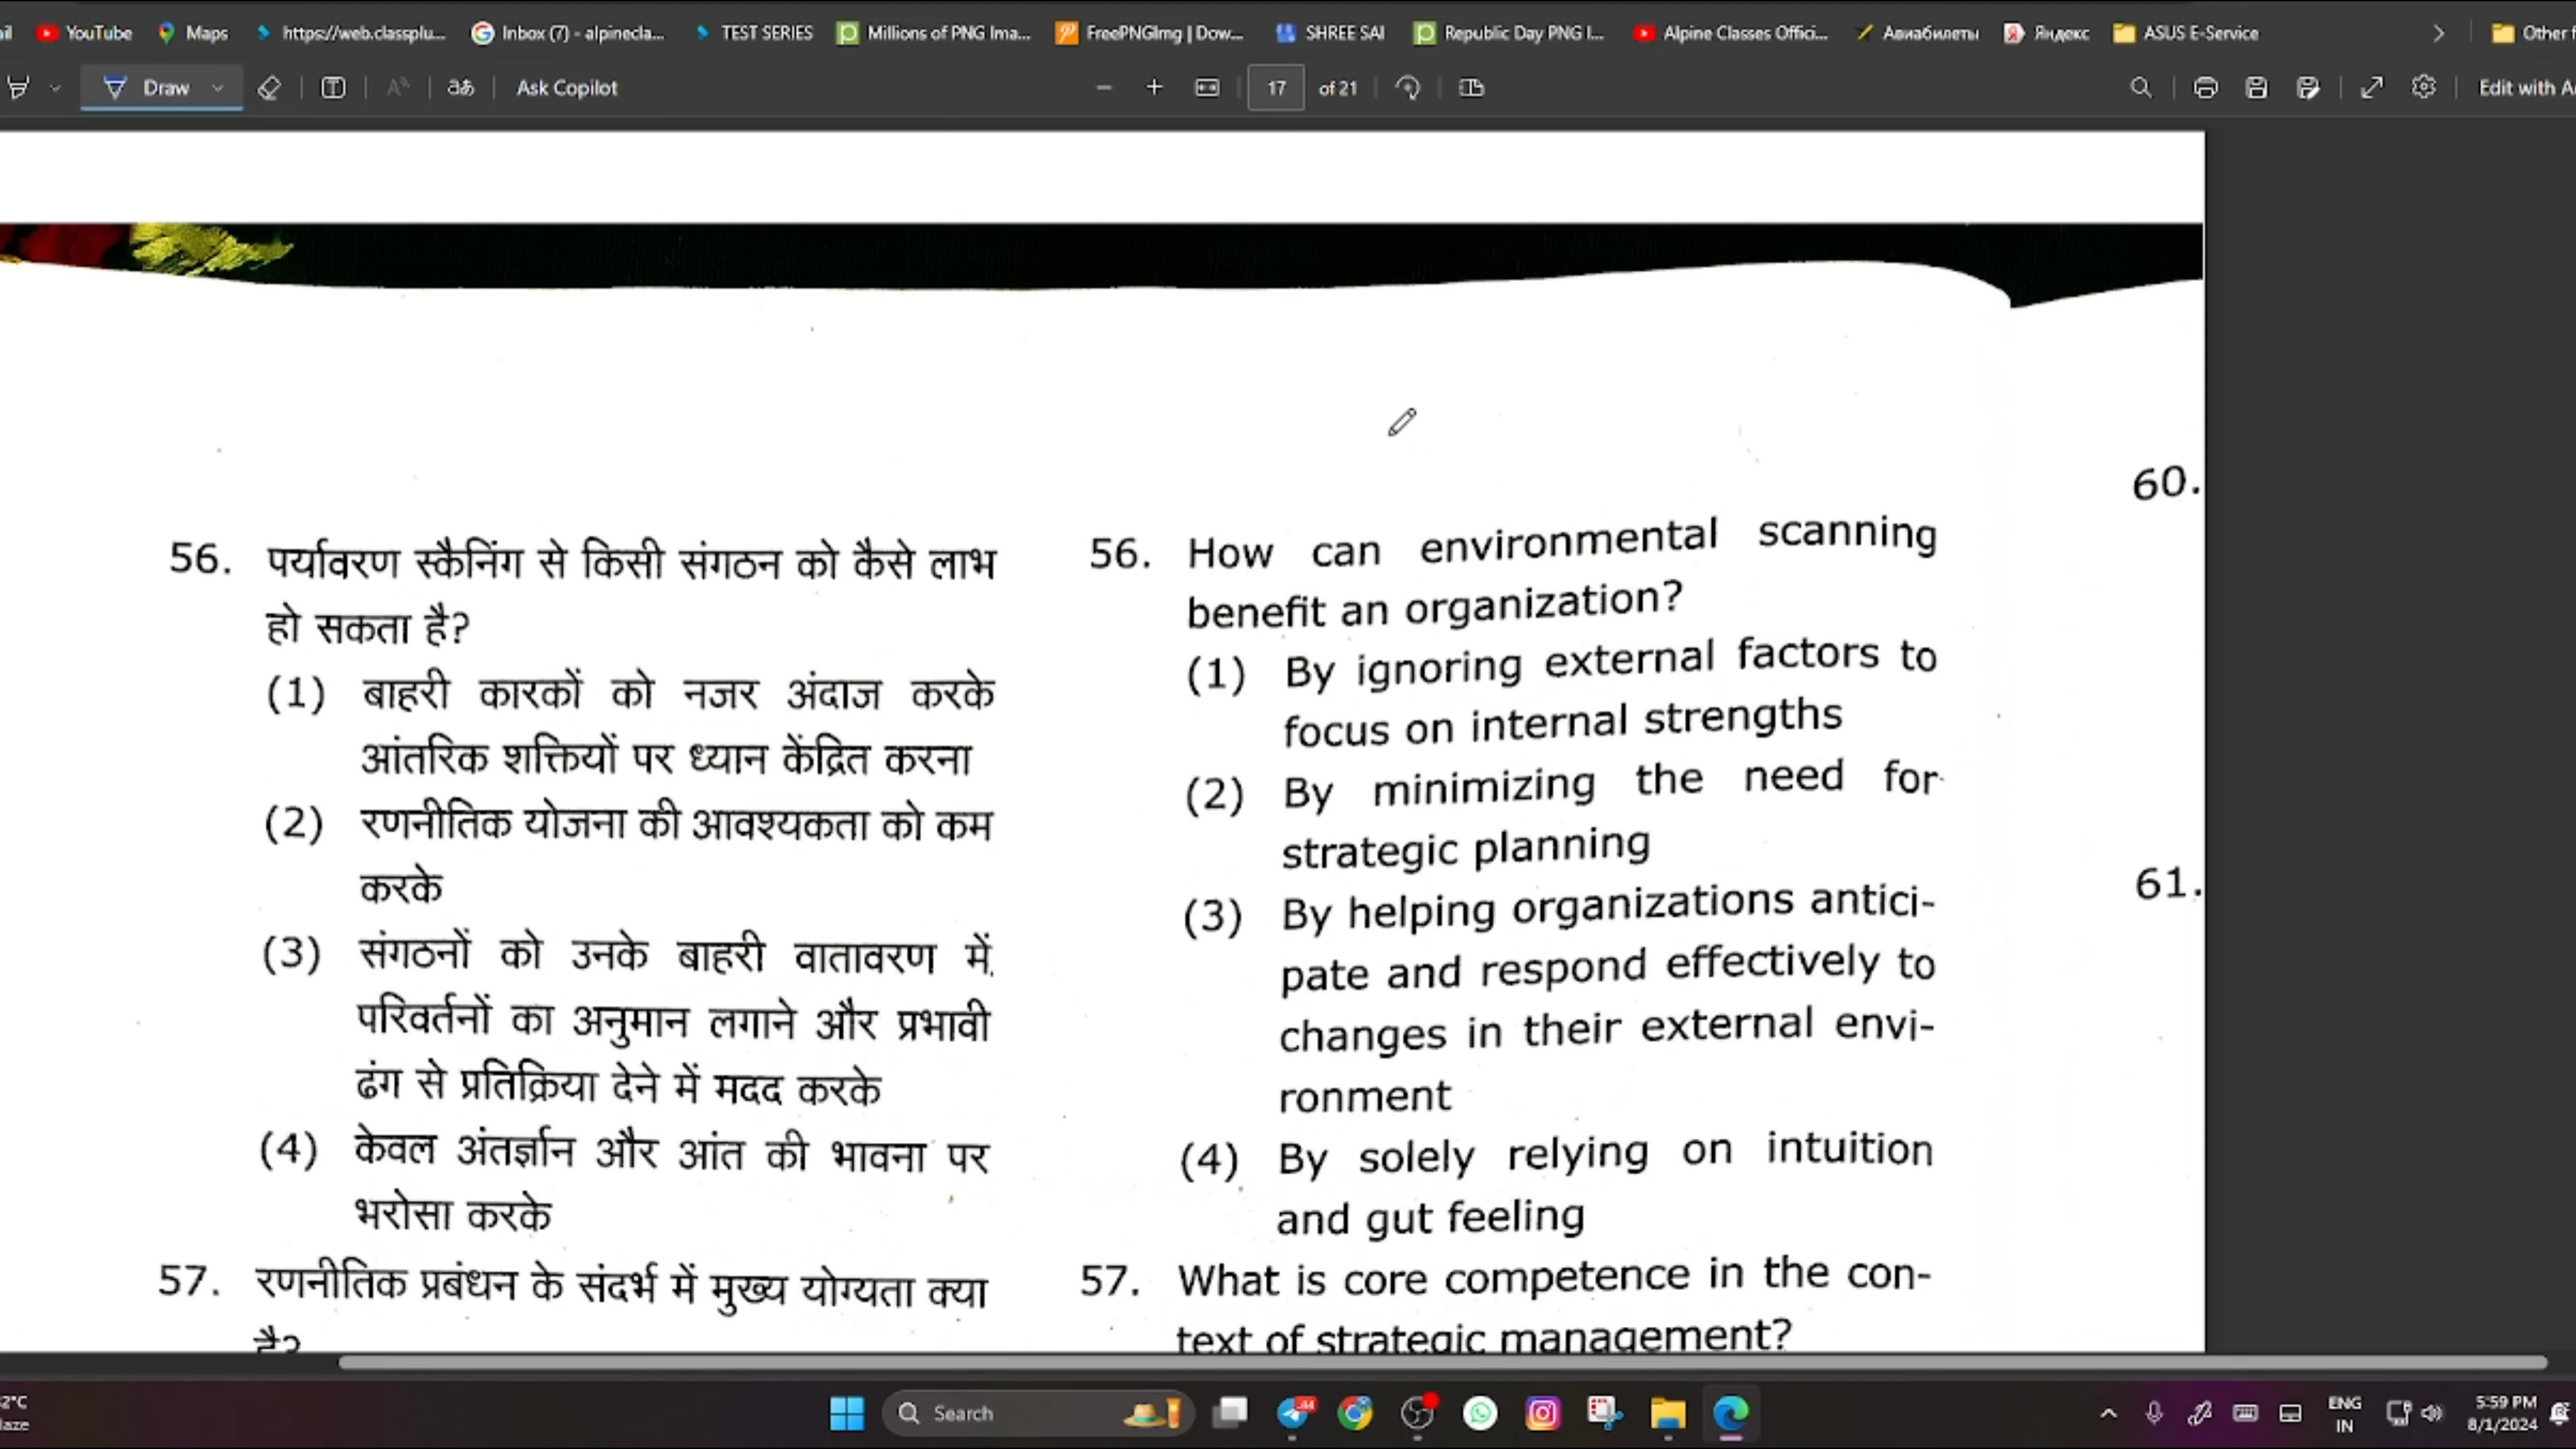 il YouTube Maps https://web.classplu... Inbox (7) - alpinecla... TEST SERIES Millions of PNG Ima... FreePNGImg | Dow... SHREE SAI Republic Day PNG I... Alpine Classes Offici... Авиабилеты Яндекс ASUS E-Service Other f
Draw Ask Copilot 17 of 21 Edit with A
56. पर्यावरण स्कैनिंग से किसी संगठन को कैसे लाभ
हो सकता है?
(1) बाहरी कारकों को नजर अंदाज करके
आंतरिक शक्तियों पर ध्यान केंद्रित करना
(2) रणनीतिक योजना की आवश्यकता को कम
करके
(3) संगठनों को उनके बाहरी वातावरण में
परिवर्तनों का अनुमान लगाने और प्रभावी
ढंग से प्रतिक्रिया देने में मदद करके
(4) केवल अंतर्ज्ञान और आंत की भावना पर
भरोसा करके
57. रणनीतिक प्रबंधन के संदर्भ में मुख्य योग्यता क्या
है?
56. How can environmental scanning
benefit an organization?
(1) By ignoring external factors to
focus on internal strengths
(2) By minimizing the need for
strategic planning
(3) By helping organizations antici-
pate and respond effectively to
changes in their external envi-
ronment
(4) By solely relying on intuition
and gut feeling
57. What is core competence in the con-
text of strategic management?
60.
61.
2°C
Search
ENG
IN
5:59 PM
8/1/2024